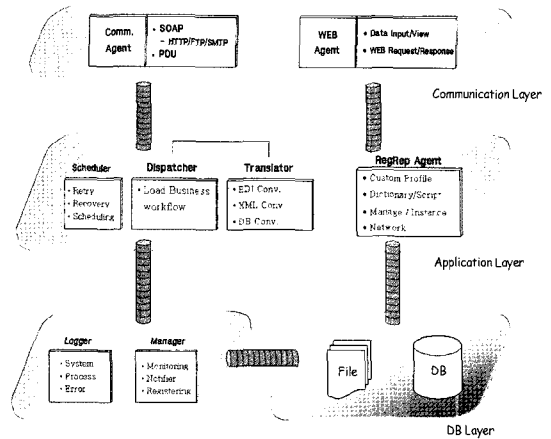 Comm.
Agent
• SOAP
- HTTP/FTP/SMTP
• PDU
WEB
Agent
• Data Input/View
• WEB Request/Response
Communication Layer
Scheduler
• Retry
• Recovery
• Scheduling
Dispatcher
• Load Business
workflow
Translator
• EDI Conv.
• XML Conv
• DB Conv.
RegRep Agent
• Custom Profile
• Dictionary/Script
• Manage / Instance
• Network
Application Layer
Logger
• System
• Process
• Error
Manager
• Monitoring
• Notifier
• Registering
File
DB
DB Layer